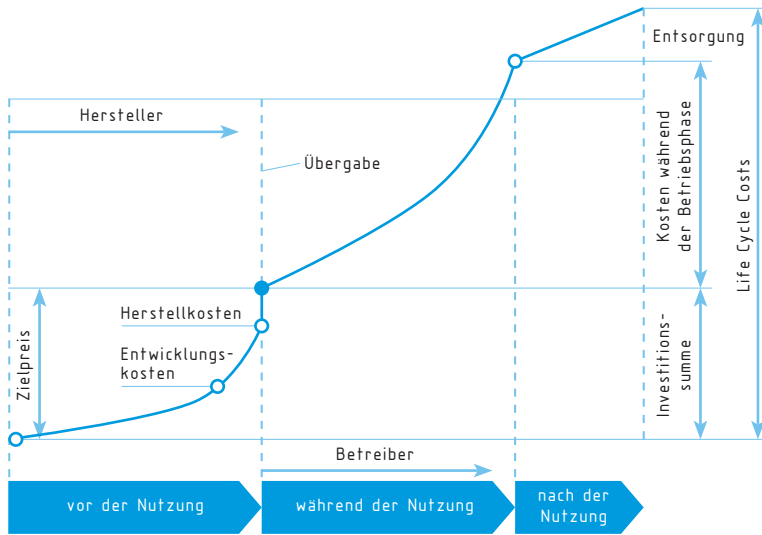 Entsorgung
Hersteller
Übergabe
Kosten während
der Betriebsphase
Life Cycle Costs
Herstellkosten
Entwicklungs-
kosten
Zielpreis
Investitions-
summe
Betreiber
vor der Nutzung
während der Nutzung
nach der
Nutzung